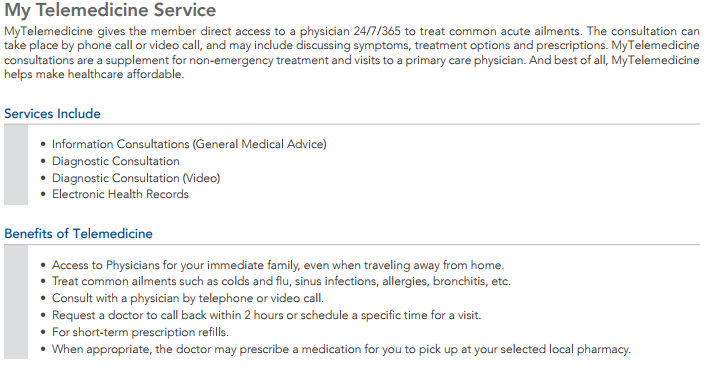 My Telemedicine Service
MyTelemedicine gives the member direct access to a physician 24/7/365 to treat common acute ailments. The consultation can
take place by phone call or video call, and may include discussing symptoms, treatment options and prescriptions. MyTelemedicine
consultations are a supplement for non-emergency treatment and visits to a primary care physician. And best of all, MyTelemedicine
helps make healthcare affordable.
Services Include
• Information Consultations (General Medical Advice)
• Diagnostic Consultation
• Diagnostic Consultation (Video)
• Electronic Health Records
Benefits of Telemedicine
• Access to Physicians for your immediate family, even when traveling away from home.
• Treat common ailments such as colds and flu, sinus infections, allergies, bronchitis, etc.
• Consult with a physician by telephone or video call.
• Request a doctor to call back within 2 hours or schedule a specific time for a visit.
• For short-term prescription refills.
• When appropriate, the doctor may prescribe a medication for you to pick up at your selected local pharmacy.